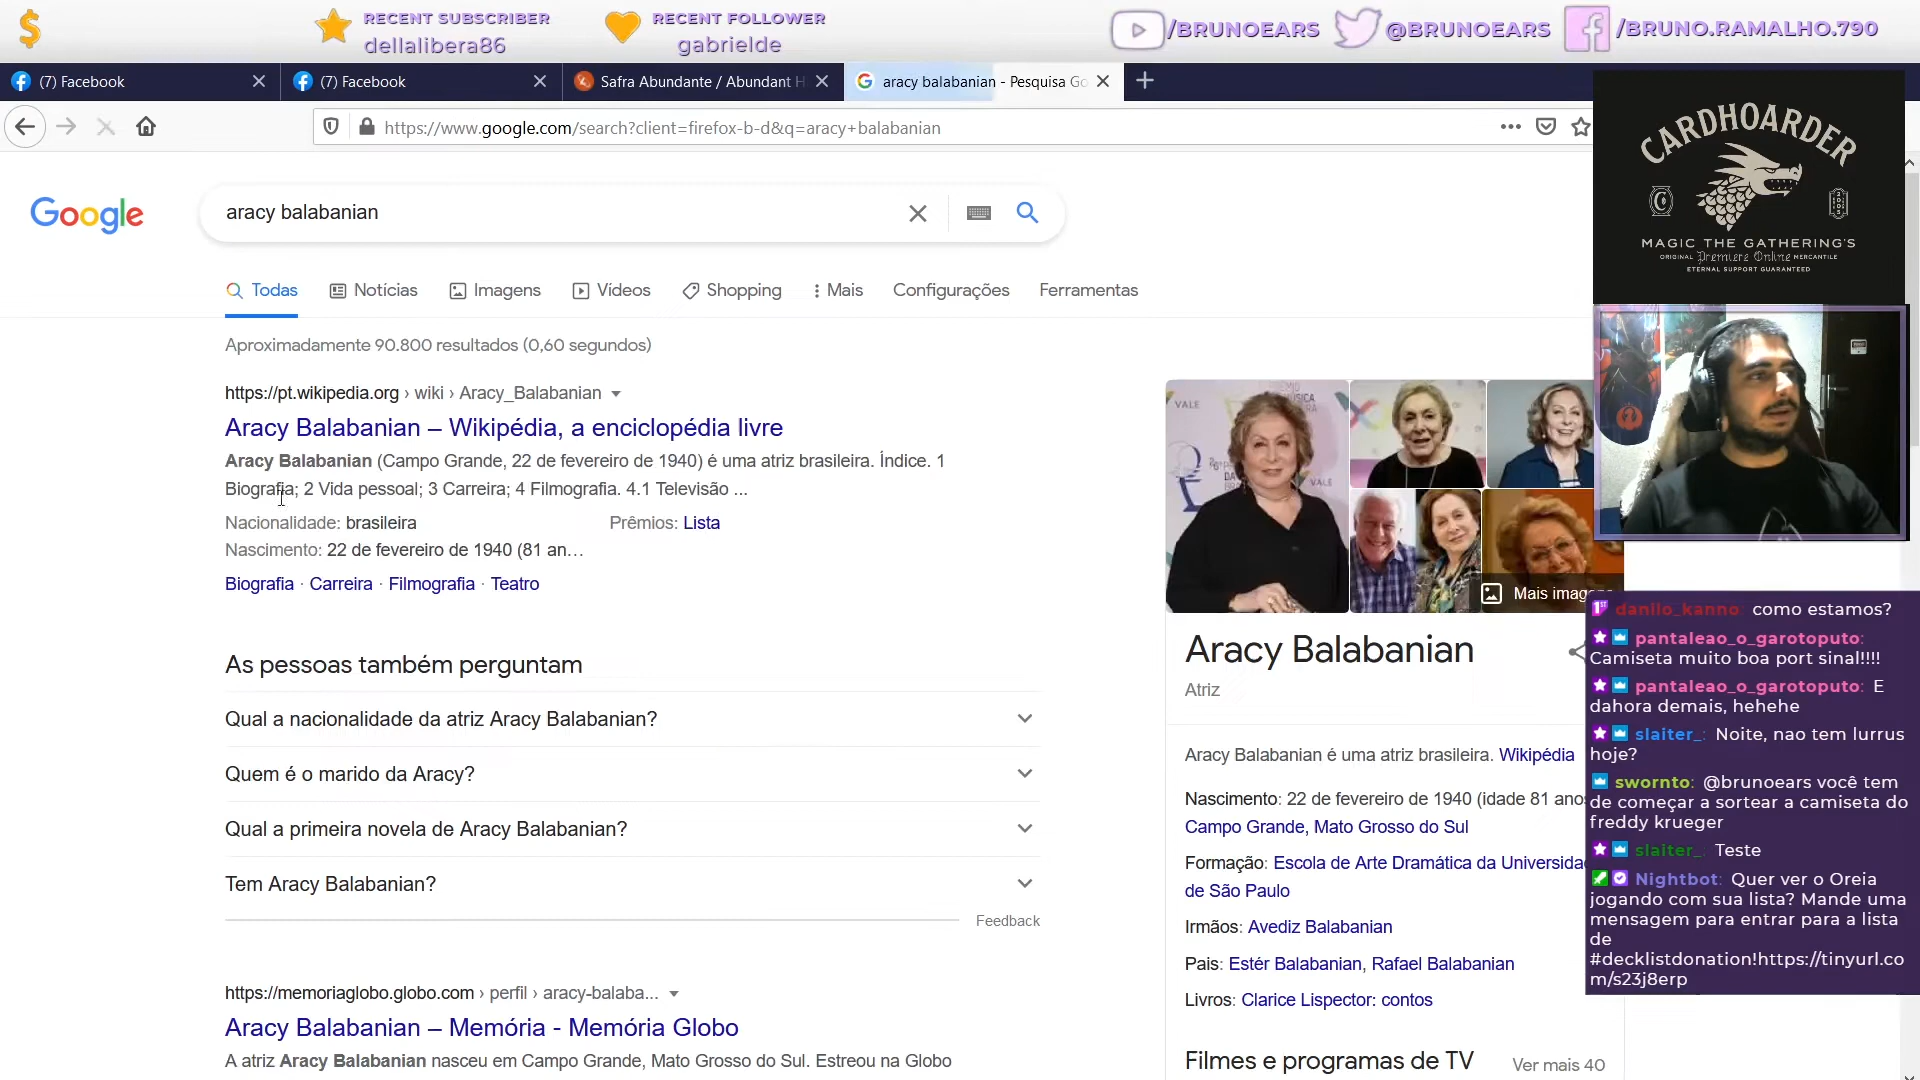 RECENT SUBSCRIBER
dellalibera86
RECENT FOLLOWER
gabrielde
/BRUNOEARS
@BRUNOEARS
/BRUNO.RAMALHO.790
(7) Facebook
(7) Facebook
Safra Abundante / Abundant H
aracy balabanian - Pesquisa Go
https://www.google.com/search?client=firefox-b-d&q=aracy+balabanian
Google
aracy balabanian
Todas
Notícias
Imagens
Vídeos
Shopping
Mais
Configurações
Ferramentas
Aproximadamente 90.800 resultados (0,60 segundos)
https://pt.wikipedia.org › wiki › Aracy_Balabanian
Aracy Balabanian – Wikipédia, a enciclopédia livre
Aracy Balabanian (Campo Grande, 22 de fevereiro de 1940) é uma atriz brasileira. Índice. 1
Biografia; 2 Vida pessoal; 3 Carreira; 4 Filmografia. 4.1 Televisão ...
Nacionalidade: brasileira
Prêmios: Lista
Nascimento: 22 de fevereiro de 1940 (81 an…
Biografia · Carreira · Filmografia · Teatro
As pessoas também perguntam
Qual a nacionalidade da atriz Aracy Balabanian?
Quem é o marido da Aracy?
Qual a primeira novela de Aracy Balabanian?
Tem Aracy Balabanian?
Feedback
https://memoriaglobo.globo.com › perfil › aracy-balaba...
Aracy Balabanian – Memória - Memória Globo
A atriz Aracy Balabanian nasceu em Campo Grande, Mato Grosso do Sul. Estreou na Globo
VALE
Mais imag
Aracy Balabanian
Atriz
Aracy Balabanian é uma atriz brasileira. Wikipédia
Nascimento: 22 de fevereiro de 1940 (idade 81 anos
Campo Grande, Mato Grosso do Sul
Formação: Escola de Arte Dramática da Universida
de São Paulo
Irmãos: Avediz Balabanian
Pais: Estér Balabanian, Rafael Balabanian
Livros: Clarice Lispector: contos
Filmes e programas de TV
Ver mais 40
CARDHOARDER
MAGIC THE GATHERING'S
ORIGINAL Premiere Online MERCANTILE
ETERNAL SUPPORT GUARANTEED
danilo_kanno: como estamos?
pantaleao_o_garotoputo:
Camiseta muito boa port sinal!!!!
pantaleao_o_garotoputo: E
dahora demais, hehehe
slaiter_: Noite, nao tem lurrus
hoje?
swornto: @brunoears você tem
de começar a sortear a camiseta do
freddy krueger
slaiter_: Teste
Nightbot: Quer ver o Oreia
jogando com sua lista? Mande uma
mensagem para entrar para a lista
de
#decklistdonation!https://tinyurl.co
m/s23j8erp